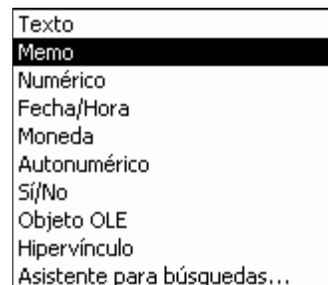 Texto
Memo
Numérico
Fecha/Hora
Moneda
Autonumérico
Sí/No
Objeto OLE
Hipervínculo
Asistente para búsquedas...